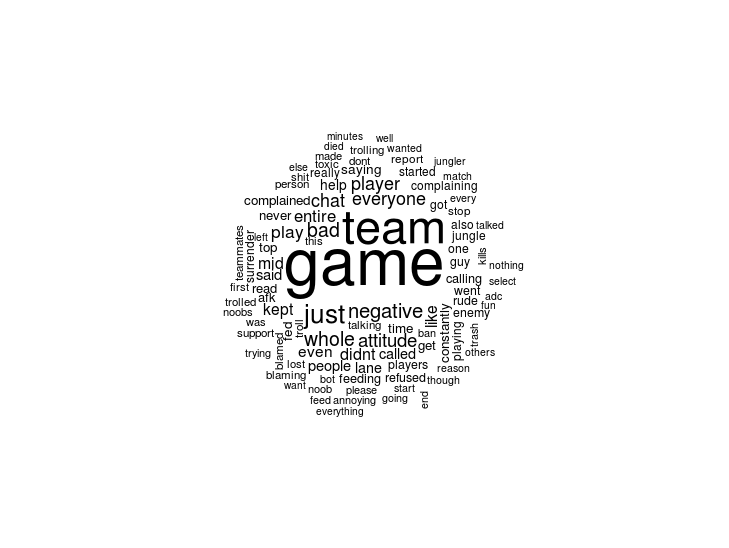 minutes well
died
made trolling wanted
else toxic dont report jungler
shit really saying started match
person help player complaining
complained chat everyone got every
never entire stop
play bad team also talked
left this jungle
teammates surrender top game one kills
mid guy nothing
said calling select
first read went
trolled afk rude adc
noobs kept just negative like enemy fun
was talking time constantly
support fed troll whole attitude ban playing trash
trying blamed even didnt called get others
lost people lane players reason
blaming bot feeding refused though
want noob please start
feed annoying going end
everything